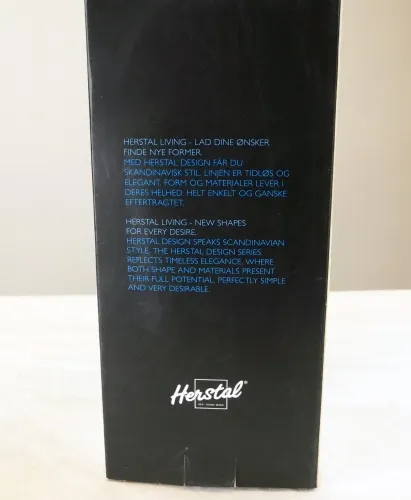 HERSTAL LIVING - LAD DINE ØNSKER
FINDE NYE FORMER.
MED HERSTAL DESIGN FÅR DU
SKANDINAVISK STIL. LINJEN ER TIDLØS OG
ELEGANT. FORM OG MATERIALER LEVER I
DERES HELHED. HELT ENKELT OG GANSKE
EFTERTRAGTET.
HERSTAL LIVING - NEW SHAPES
FOR EVERY DESIRE.
HERSTAL DESIGN SPEAKS SCANDINAVIAN
STYLE. THE HERSTAL DESIGN SERIES
REFLECTS TIMELESS ELEGANCE, WHERE
BOTH SHAPE AND MATERIALS PRESENT
THEIR FULL POTENTIAL. PERFECTLY SIMPLE
AND VERY DESIRABLE.
Herstal®